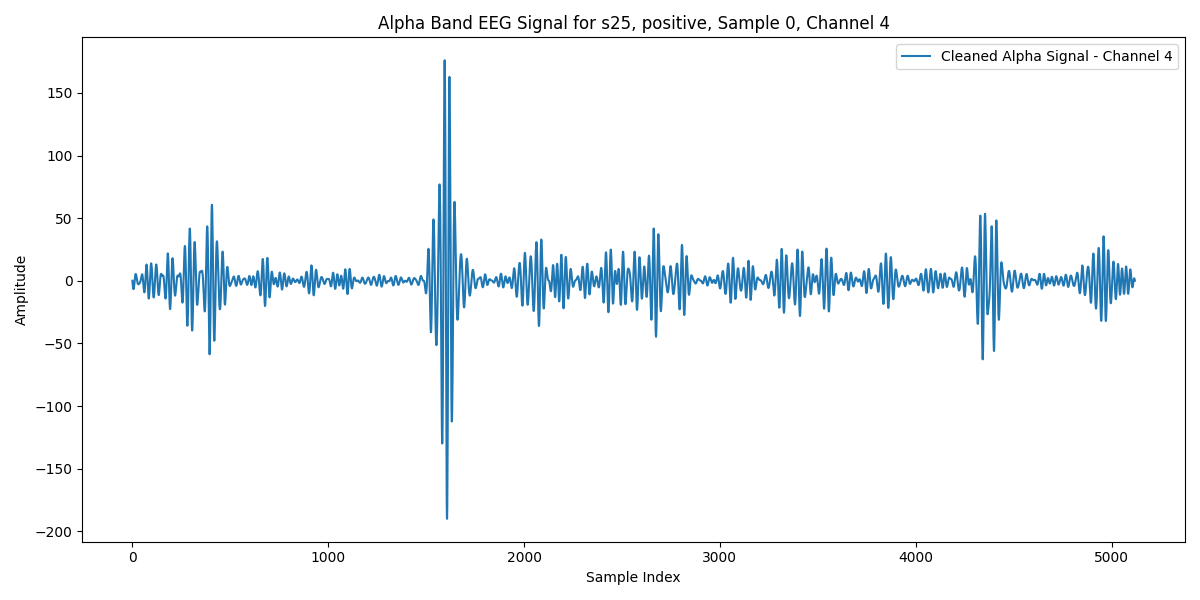 Alpha Band EEG Signal for s25, positive, Sample 0, Channel 4
Cleaned Alpha Signal - Channel 4
150
100
50
0
−50
−100
−150
−200
Amplitude
0 1000 2000 3000 4000 5000
Sample Index